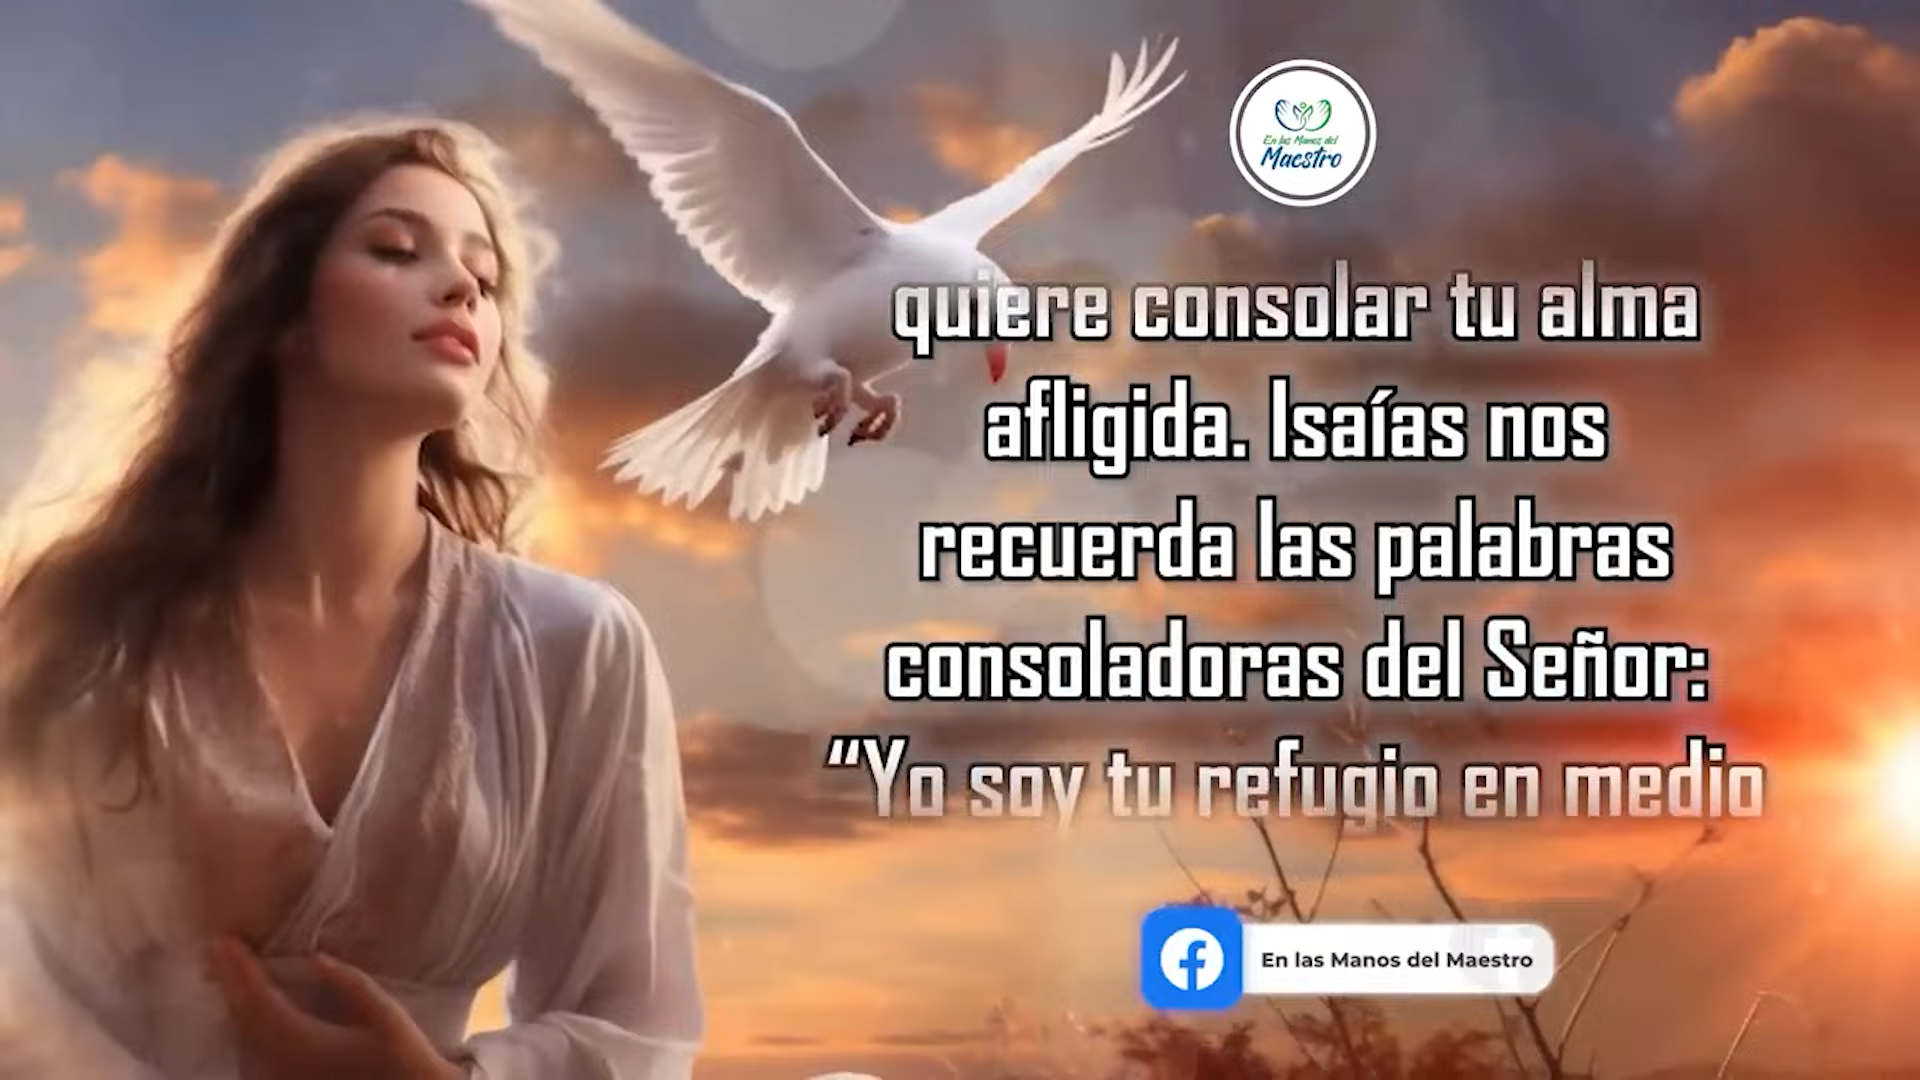 En las Manos del
Maestro
quiere consolar tu alma
afligida. Isaías nos
recuerda las palabras
consoladoras del Señor:
“Yo soy tu refugio en medio
En las Manos del Maestro